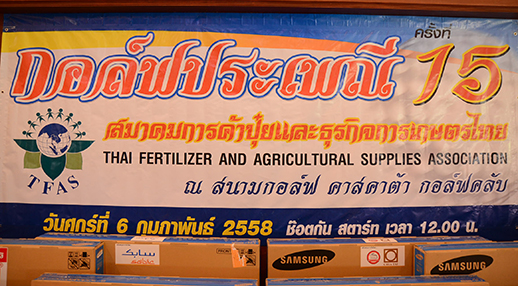 ครั้งที่
กอล์ฟประเพณี 15
สมาคมการค้าปุ๋ยและธุรกิจการเกษตรไทย
THAI FERTILIZER AND AGRICULTURAL SUPPLIES ASSOCIATION
TFAS
ณ สนามกอล์ฟ คาสคาต้า กอล์ฟคลับ
วันศุกร์ที่ 6 กุมภาพันธ์ 2558 ช๊อตกัน สตาร์ท เวลา 12.00 น.
SAMSUNG
SAMSUNG